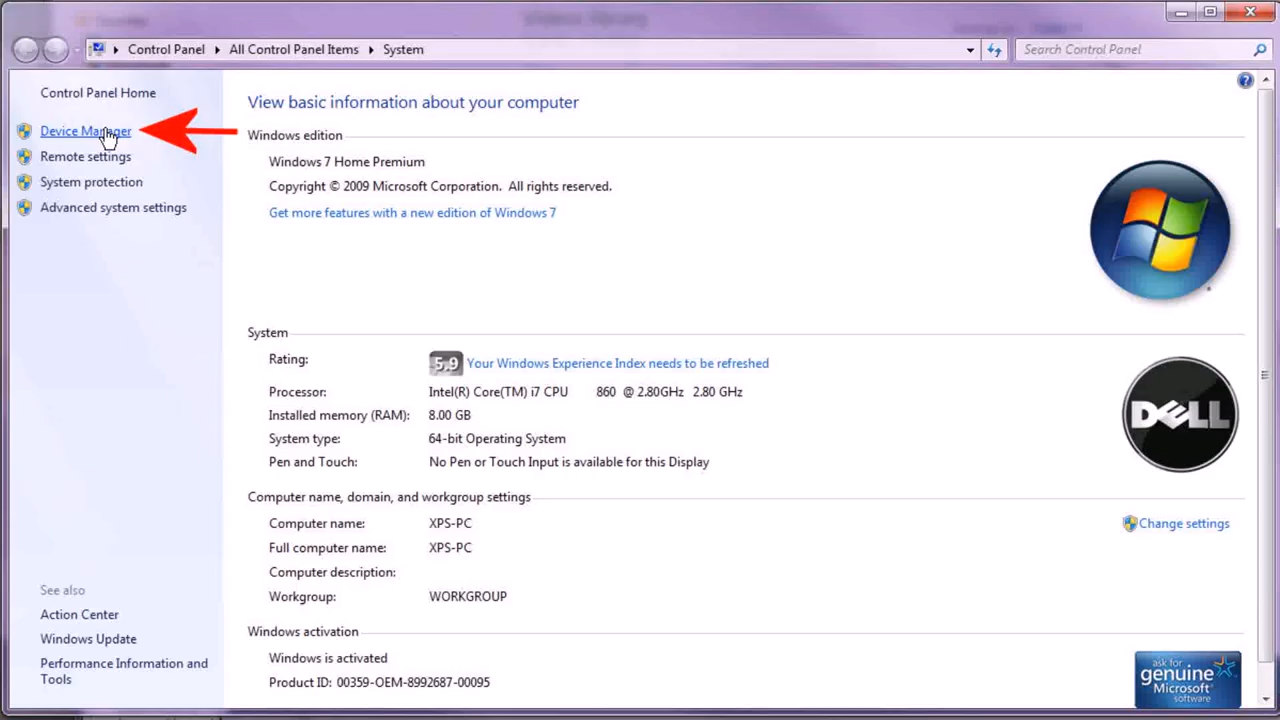 Control Panel
All Control Panel Items
System
Search Control Panel
Control Panel Home
Device Manager
Remote settings
System protection
Advanced system settings
See also
Action Center
Windows Update
Performance Information and
Tools
View basic information about your computer
Windows edition
Windows 7 Home Premium
Copyright © 2009 Microsoft Corporation. All rights reserved.
Get more features with a new edition of Windows 7
System
Rating: 5.9 Your Windows Experience Index needs to be refreshed
Processor: Intel(R) Core(TM) i7 CPU 860 @ 2.80GHz 2.80 GHz
Installed memory (RAM): 8.00 GB
System type: 64-bit Operating System
Pen and Touch: No Pen or Touch Input is available for this Display
DELL
Computer name, domain, and workgroup settings
Computer name: XPS-PC
Change settings
Full computer name: XPS-PC
Computer description:
Workgroup: WORKGROUP
Windows activation
Windows is activated
Product ID: 00359-OEM-8992687-00095
ask for
genuine
Microsoft
software